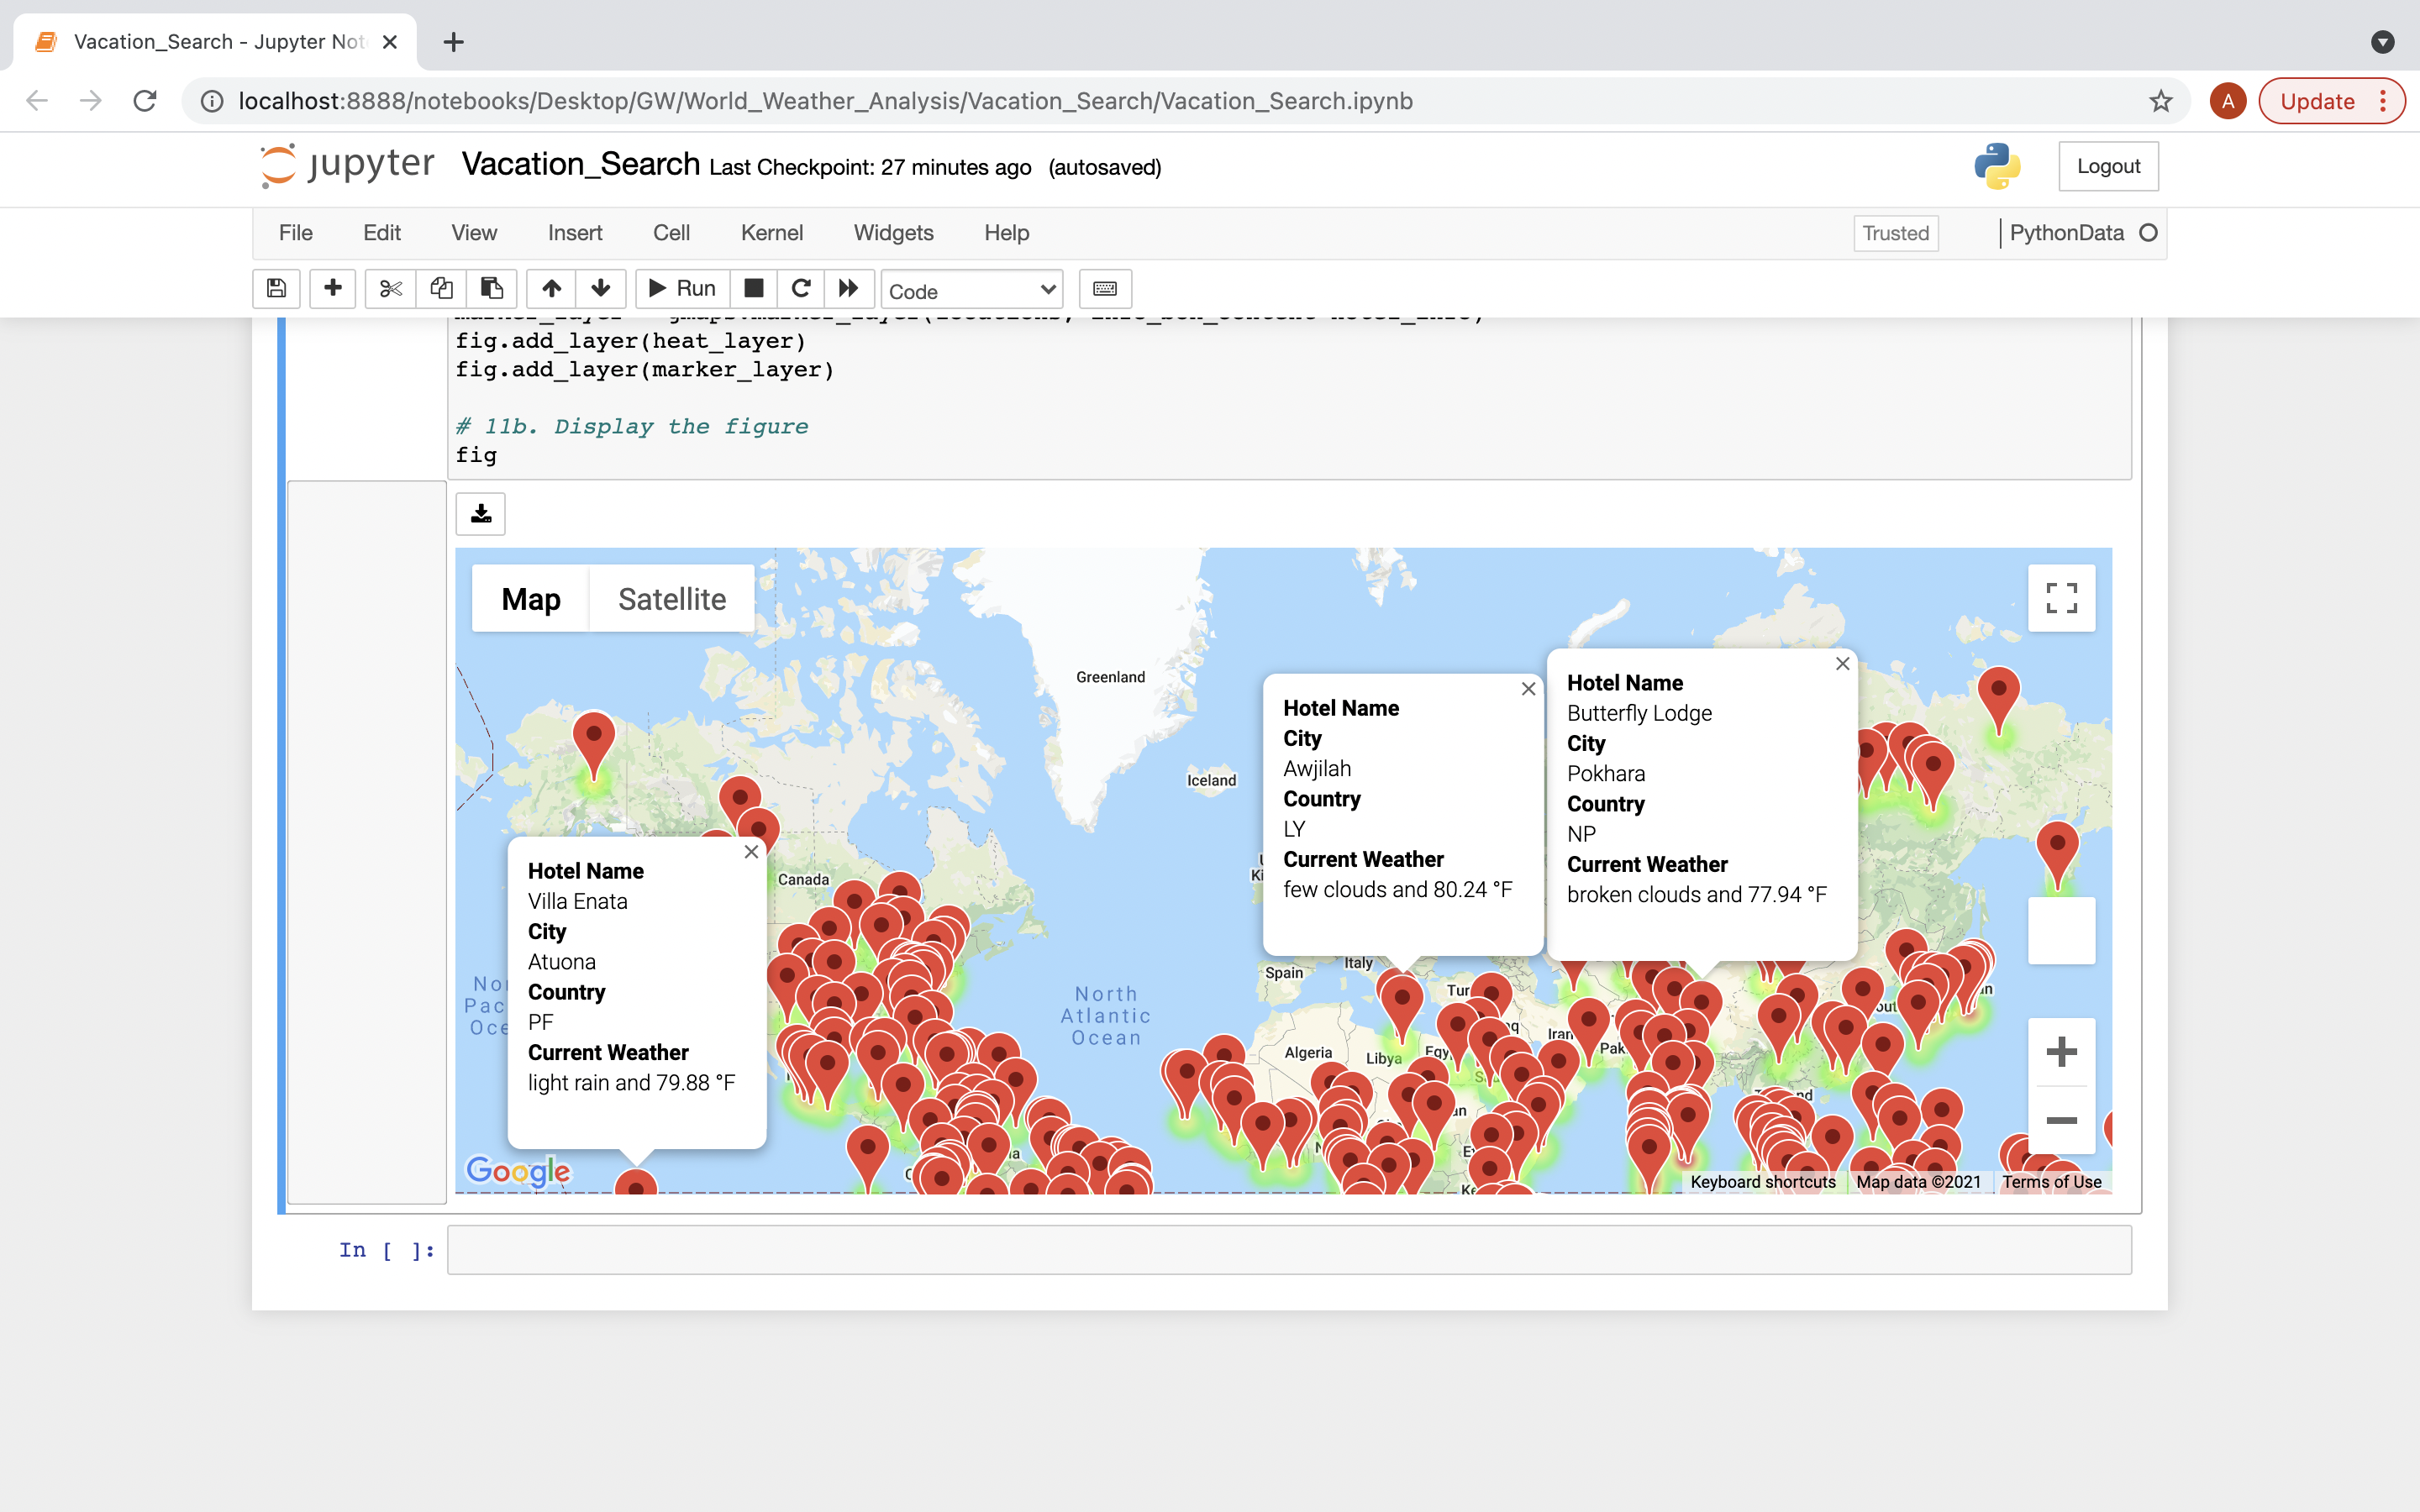 Vacation_Search - Jupyter Not
localhost:8888/notebooks/Desktop/GW/World_Weather_Analysis/Vacation_Search/Vacation_Search.ipynb
A
Update
jupyter Vacation_Search Last Checkpoint: 27 minutes ago (autosaved)
Logout
File Edit View Insert Cell Kernel Widgets Help
Trusted
PythonData
Run
Code
fig.add_layer(heat_layer)
fig.add_layer(marker_layer)
# 11b. Display the figure
fig
Map
Satellite
Greenland
Iceland
Canada
Hotel Name
Villa Enata
City
Atuona
Country
PF
Current Weather
light rain and 79.88 °F
Hotel Name
City
Awjilah
Country
LY
Current Weather
few clouds and 80.24 °F
Hotel Name
Butterfly Lodge
City
Pokhara
Country
NP
Current Weather
broken clouds and 77.94 °F
North
Atlantic
Ocean
Spain
Italy
Algeria
Libya
Iran
Google
Keyboard shortcuts
Map data ©2021
Terms of Use
In [ ]: